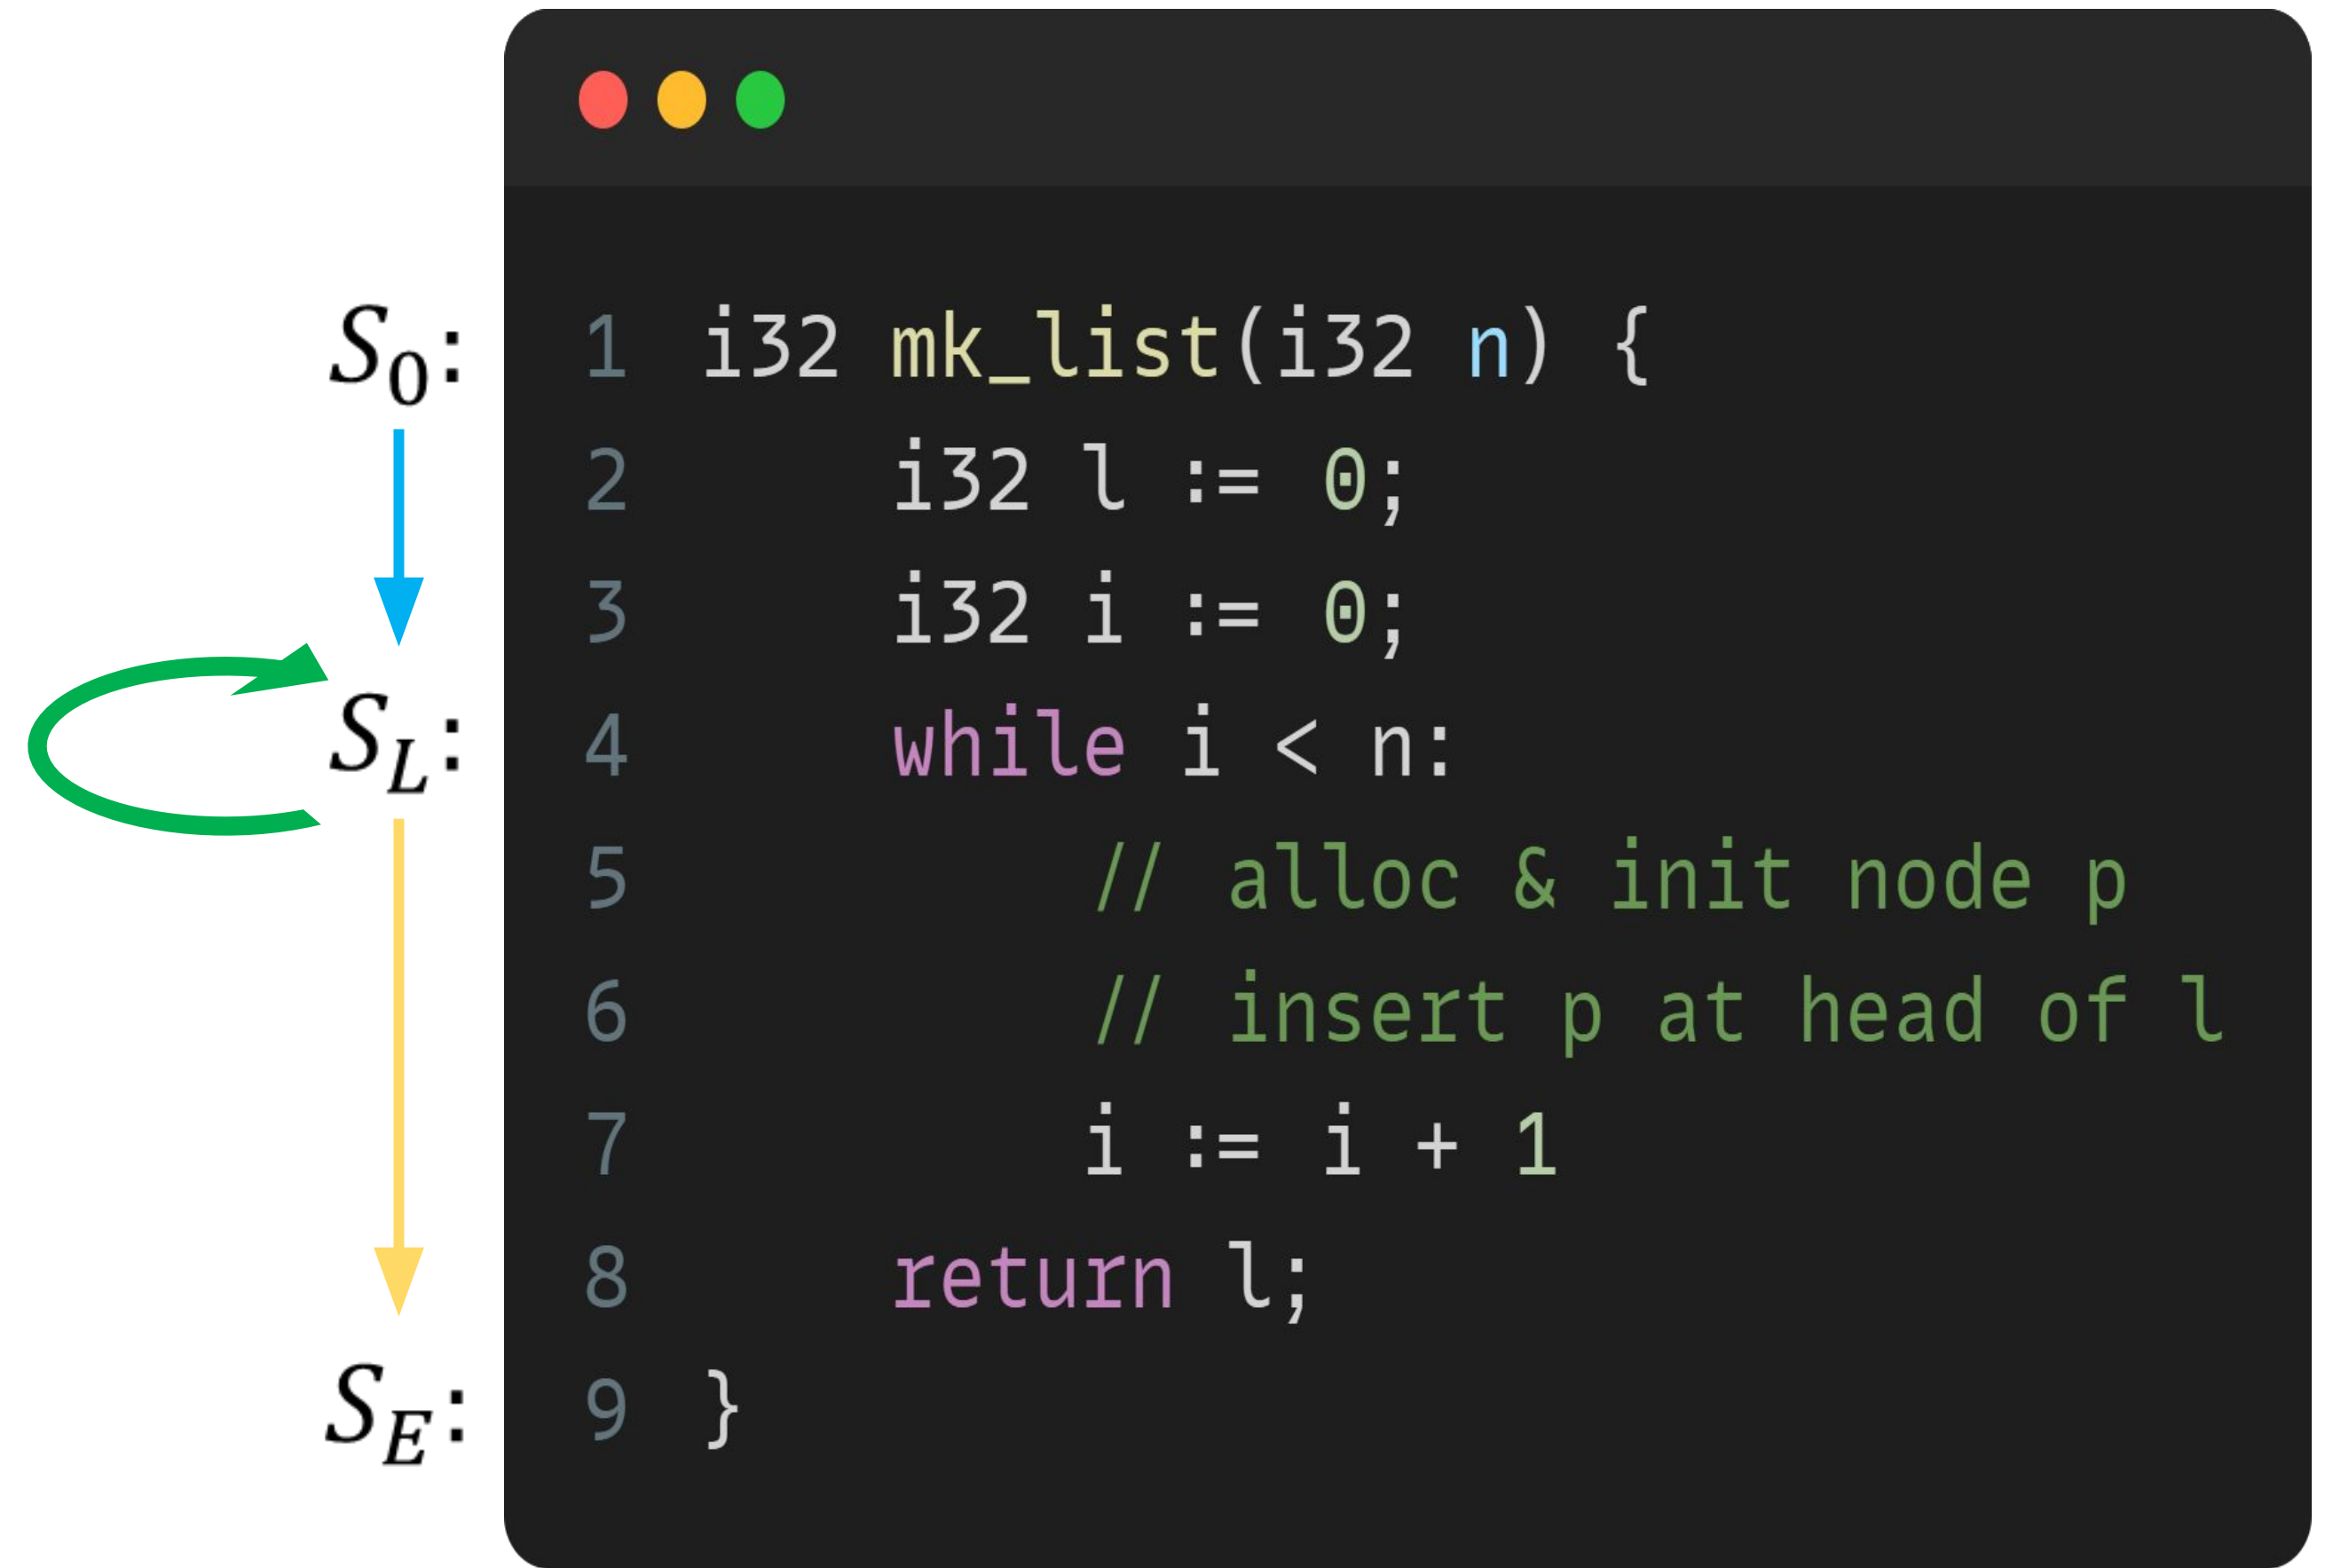 S0: 1 i32 mk_list(i32 n) {
2 i32 l := 0;
3 i32 i := 0;
SL: 4 while i < n:
5 // alloc & init node p
6 // insert p at head of l
7 i := i + 1
8 return l;
SE: 9 }